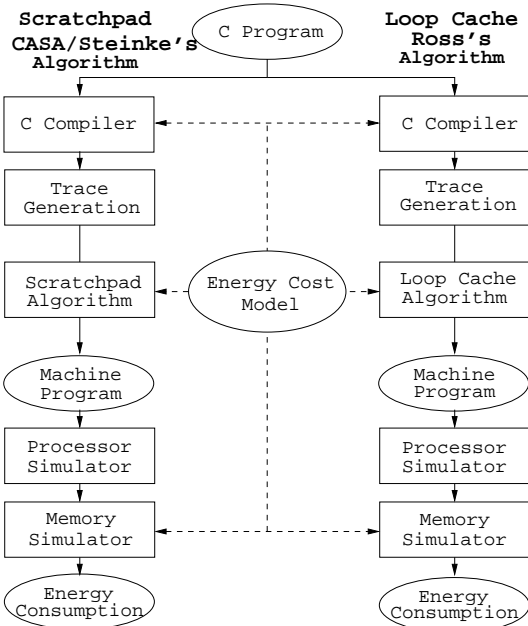 Scratchpad
CASA/Steinke's
Algorithm
C Program
Loop Cache
Ross's
Algorithm
C Compiler
C Compiler
Trace
Generation
Trace
Generation
Scratchpad
Algorithm
Energy Cost
Model
Loop Cache
Algorithm
Machine
Program
Machine
Program
Processor
Simulator
Processor
Simulator
Memory
Simulator
Memory
Simulator
Energy
Consumption
Energy
Consumption